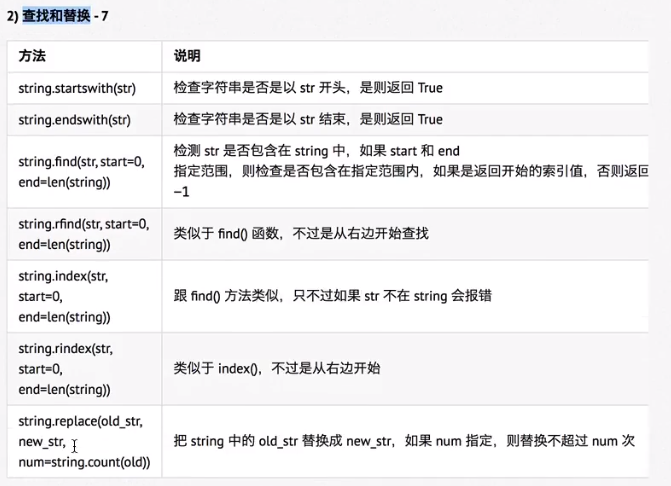 2) 查找和替换 - 7
方法 说明
string.startswith(str) 检查字符串是否是以 str 开头，是则返回 True
string.endswith(str) 检查字符串是否是以 str 结束，是则返回 True
string.find(str, start=0,
end=len(string))
检测 str 是否包含在 string 中，如果 start 和 end
指定范围，则检查是否包含在指定范围内，如果是返回开始的索引值，否则返回
−1
string.rfind(str, start=0,
end=len(string))
类似于 find() 函数，不过是从右边开始查找
string.index(str,
start=0,
end=len(string))
跟 find() 方法类似，只不过如果 str 不在 string 会报错
string.rindex(str,
start=0,
end=len(string))
类似于 index()，不过是从右边开始
string.replace(old_str,
new_str,
num=string.count(old))
把 string 中的 old_str 替换成 new_str，如果 num 指定，则替换不超过 num 次